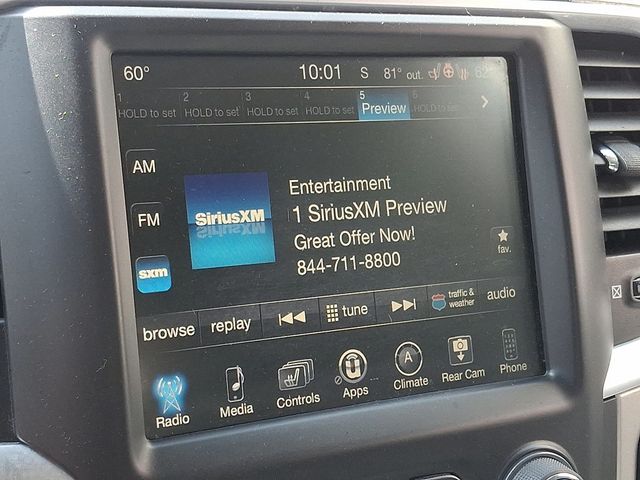 60° 10:01 S 81° out. 62°
1 2 3 4 5 6
HOLD to set HOLD to set HOLD to set HOLD to set Preview HOLD to set
AM
FM
sxm
SiriusXM
Entertainment
1 SiriusXM Preview
Great Offer Now!
844-711-8800
fav.
browse replay tune traffic & weather audio
Radio Media Controls Apps Climate Rear Cam Phone
A